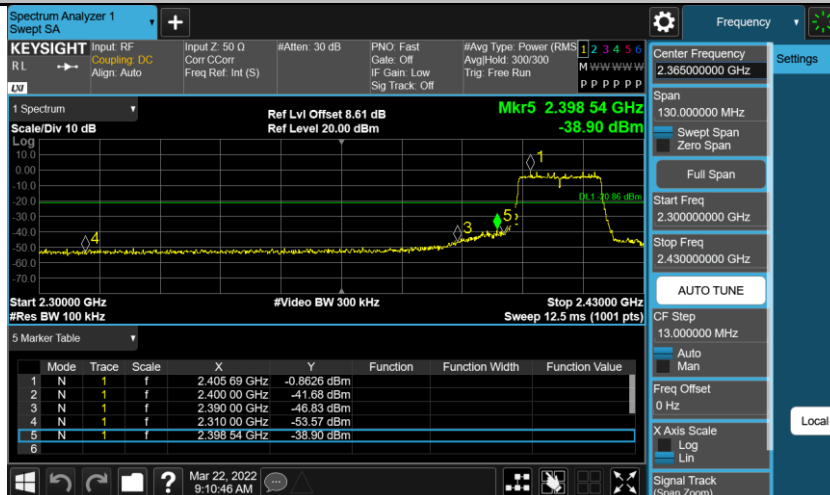 Spectrum Analyzer 1
Swept SA
Frequency
KEYSIGHT
RL
LXI
Input: RF
Coupling: DC
Align: Auto
Input Z: 50 Ω
Corr CCorr
Freq Ref: Int (S)
#Atten: 30 dB
PNO: Fast
Gate: Off
IF Gain: Low
Sig Track: Off
#Avg Type: Power (RMS
Avg|Hold: 300/300
Trig: Free Run
1 2 3 4 5 6
M W W W W W
P P P P P P
1 Spectrum
Scale/Div 10 dB
Ref Lvl Offset 8.61 dB
Ref Level 20.00 dBm
Mkr5 2.398 54 GHz
-38.90 dBm
Log
10.0
0.00
-10.0
-20.0
-30.0
-40.0
-50.0
-60.0
-70.0
1
DL1 -20.86 dBm
5
3
4
Start 2.30000 GHz
#Video BW 300 kHz
Stop 2.43000 GHz
#Res BW 100 kHz
Sweep 12.5 ms (1001 pts)
5 Marker Table
Mode Trace Scale X Y Function Function Width Function Value
1 N 1 f 2.405 69 GHz -0.8626 dBm
2 N 1 f 2.400 00 GHz -41.68 dBm
3 N 1 f 2.390 00 GHz -46.83 dBm
4 N 1 f 2.310 00 GHz -53.57 dBm
5 N 1 f 2.398 54 GHz -38.90 dBm
6
?
Mar 22, 2022
9:10:46 AM
Center Frequency
2.365000000 GHz
Settings
Span
130.000000 MHz
Swept Span
Zero Span
Full Span
Start Freq
2.300000000 GHz
Stop Freq
2.430000000 GHz
AUTO TUNE
CF Step
13.000000 MHz
Auto
Man
Freq Offset
0 Hz
Local
X Axis Scale
Log
Lin
Signal Track
(Span Zoom)